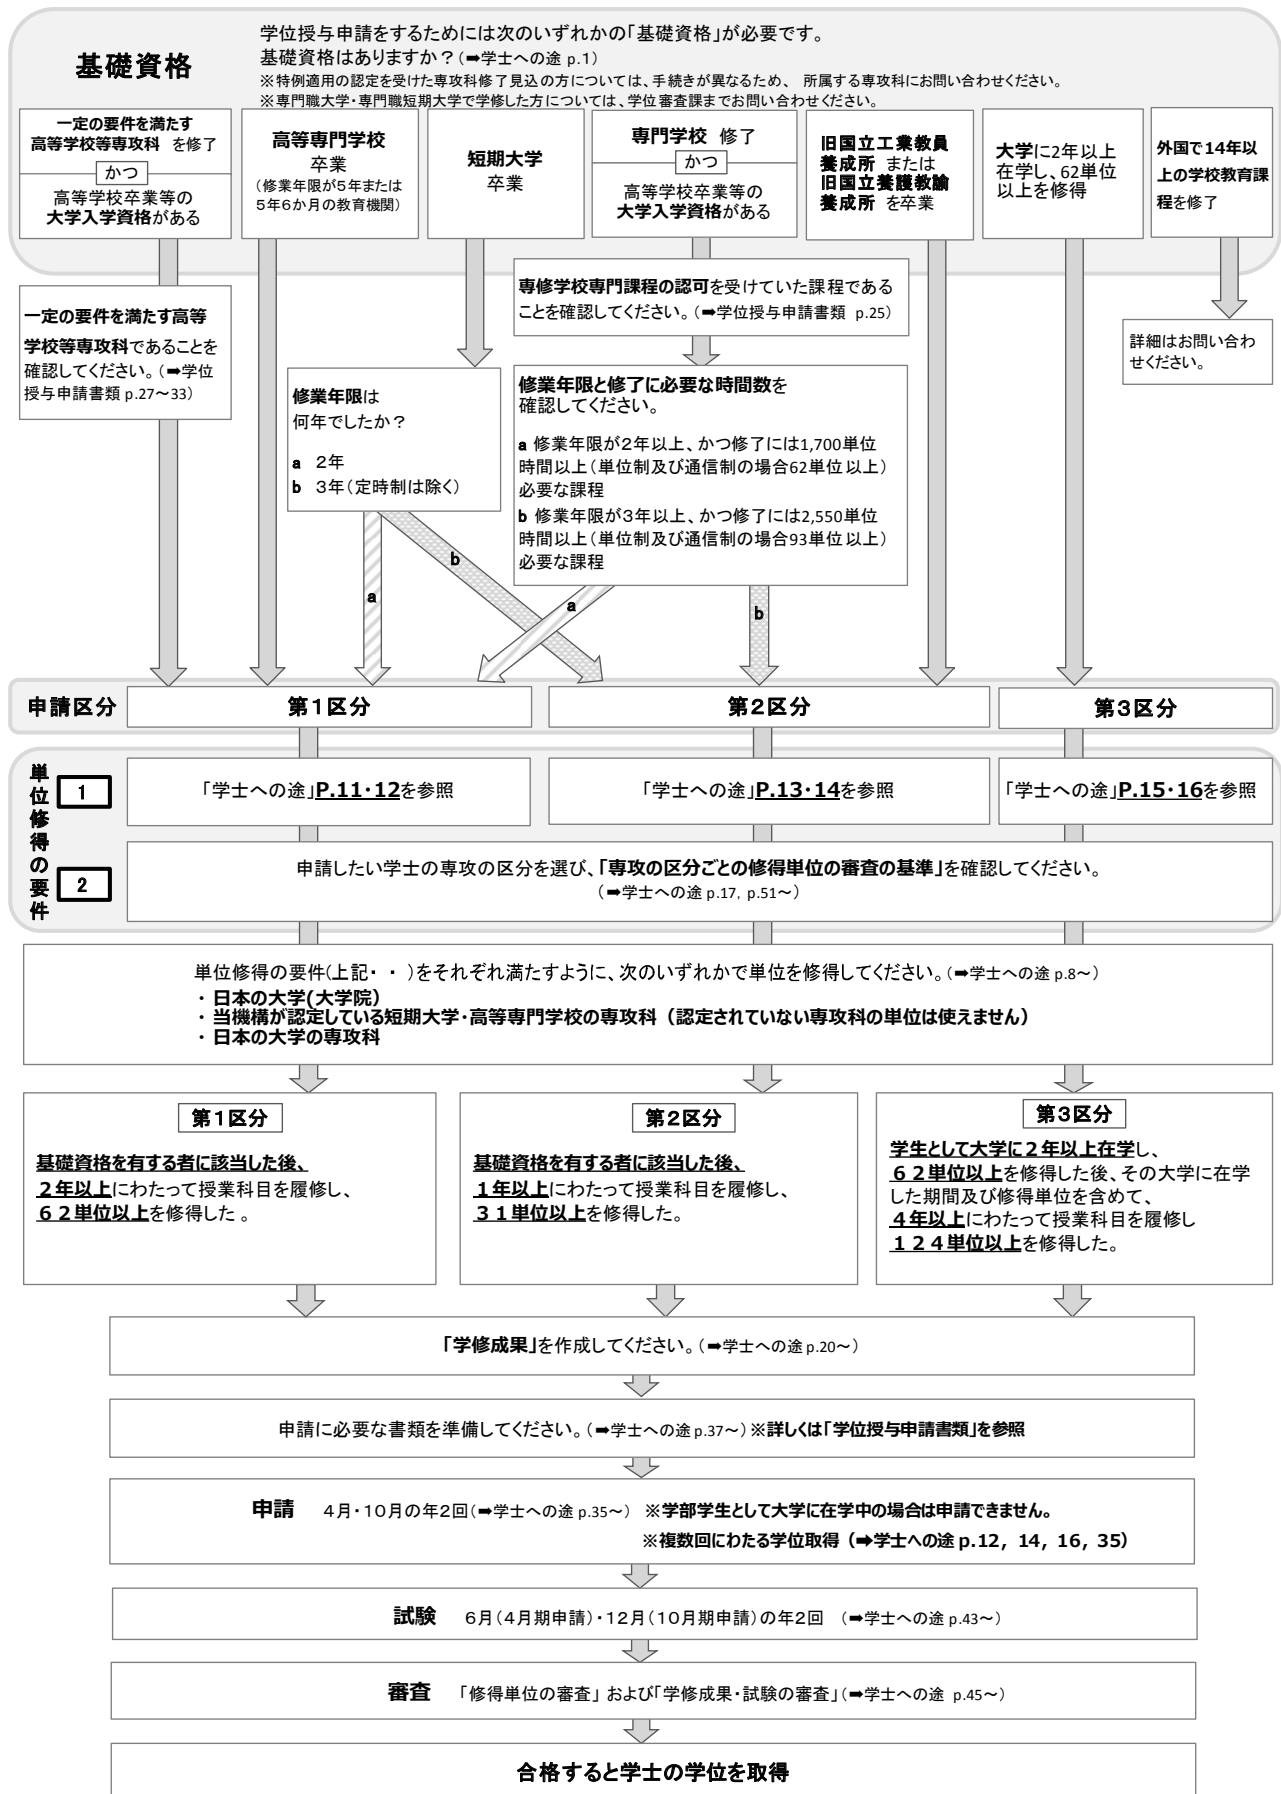 基礎資格
学位授与申請をするためには次のいずれかの「基礎資格」が必要です。
基礎資格はありますか？(➡学士への途 p.1)
※特例適用の認定を受けた専攻科修了見込の方については、手続きが異なるため、 所属する専攻科にお問い合わせください。
※専門職大学・専門職短期大学で学修した方については、学位審査課までお問い合わせください。
一定の要件を満たす
高等学校等専攻科 を修了
かつ
高等学校卒業等の
大学入学資格がある
高等専門学校
卒業
(修業年限が５年または
５年６か月の教育機関)
短期大学
卒業
専門学校 修了
かつ
高等学校卒業等の
大学入学資格がある
旧国立工業教員
養成所 または
旧国立養護教諭
養成所 を卒業
大学に2年以上
在学し、62単位
以上を修得
外国で14年以
上の学校教育課
程を修了
一定の要件を満たす高等
学校等専攻科であることを
確認してください。(➡学位
授与申請書類 p.27～33)
専修学校専門課程の認可を受けていた課程である
ことを確認してください。(➡学位授与申請書類 p.25)
詳細はお問い合わ
せください。
修業年限は
何年でしたか？
a 2年
b 3年(定時制は除く)
修業年限と修了に必要な時間数を
確認してください。
a 修業年限が２年以上、かつ修了には1,700単位
時間以上(単位制及び通信制の場合62単位以上)
必要な課程
b 修業年限が３年以上、かつ修了には2,550単位
時間以上(単位制及び通信制の場合93単位以上)
必要な課程
a
b
a
b
申請区分
第1区分
第2区分
第3区分
単位修得の要件
1
「学士への途」P.11・12を参照
「学士への途」P.13・14を参照
「学士への途」P.15・16を参照
2
申請したい学士の専攻の区分を選び、「専攻の区分ごとの修得単位の審査の基準」を確認してください。
(➡学士への途 p.17, p.51～)
単位修得の要件(上記・ ・ )をそれぞれ満たすように、次のいずれかで単位を修得してください。(➡学士への途 p.8～)
・ 日本の大学(大学院)
・ 当機構が認定している短期大学・高等専門学校の専攻科（認定されていない専攻科の単位は使えません）
・ 日本の大学の専攻科
第1区分
基礎資格を有する者に該当した後、
２年以上にわたって授業科目を履修し、
６２単位以上を修得した 。
第2区分
基礎資格を有する者に該当した後、
１年以上にわたって授業科目を履修し、
３１単位以上を修得した。
第3区分
学生として大学に２年以上在学し、
６２単位以上を修得した後、その大学に在学
した期間及び修得単位を含めて、
４年以上にわたって授業科目を履修し
１２４単位以上を修得した。
「学修成果」を作成してください。(➡学士への途 p.20～)
申請に必要な書類を準備してください。(➡学士への途 p.37～) ※詳しくは「学位授与申請書類」を参照
申請 ４月・１０月の年２回(➡学士への途 p.35～) ※学部学生として大学に在学中の場合は申請できません。
※複数回にわたる学位取得（➡学士への途 p.12, 14, 16, 35）
試験 ６月(４月期申請)・１２月(１０月期申請)の年２回 (➡学士への途 p.43～)
審査 「修得単位の審査」 および「学修成果・試験の審査」(➡学士への途 p.45～)
合格すると学士の学位を取得